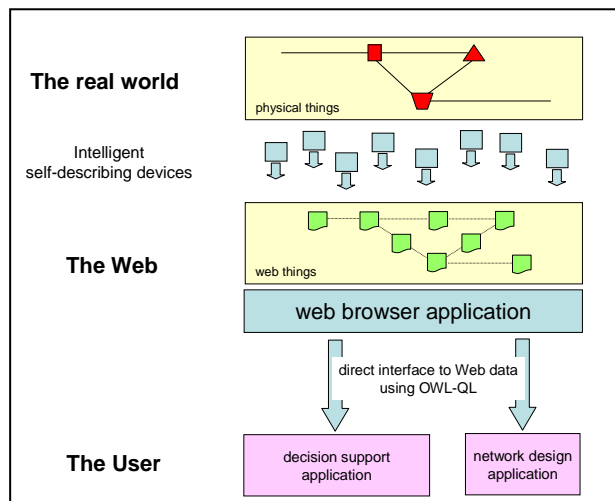 The real world
physical things
Intelligent
self-describing devices
The Web
web things
web browser application
direct interface to Web data
using OWL-QL
The User
decision support
application
network design
application